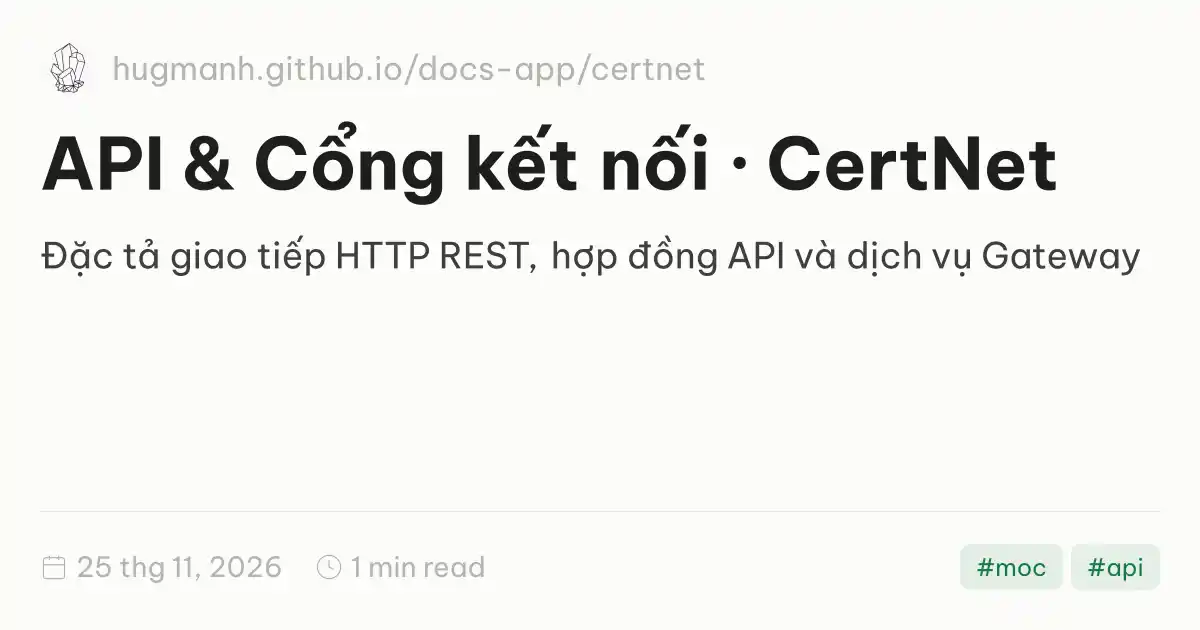 hugmanh.github.io/docs-app/certnet
API & Cổng kết nối · CertNet
Đặc tả giao tiếp HTTP REST, hợp đồng API và dịch vụ Gateway
25 thg 11, 2026 1 min read #moc #api